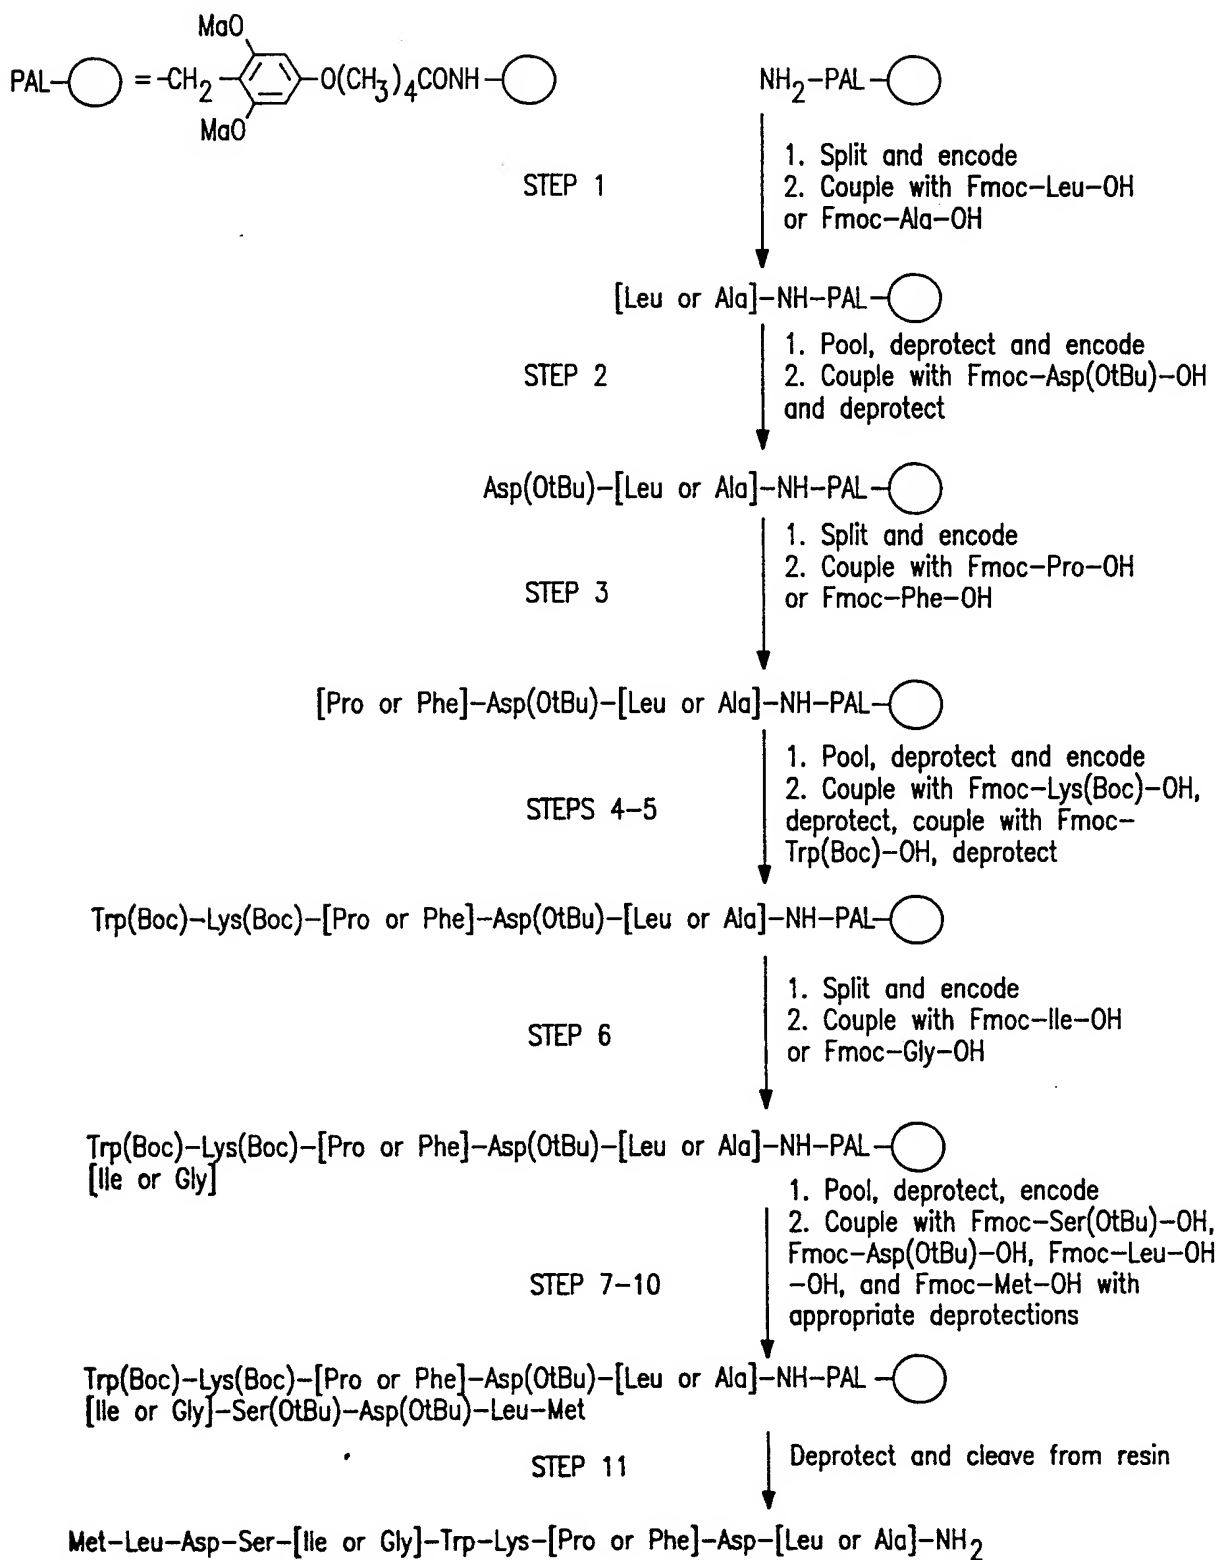 MaO
PAL– =–CH2 –O(CH3)4CONH–
MaO
NH2–PAL–
STEP 1
1. Split and encode
2. Couple with Fmoc–Leu–OH
or Fmoc–Ala–OH
[Leu or Ala]–NH–PAL–
STEP 2
1. Pool, deprotect and encode
2. Couple with Fmoc–Asp(OtBu)–OH
and deprotect
Asp(OtBu)–[Leu or Ala]–NH–PAL–
STEP 3
1. Split and encode
2. Couple with Fmoc–Pro–OH
or Fmoc–Phe–OH
[Pro or Phe]–Asp(OtBu)–[Leu or Ala]–NH–PAL–
STEPS 4–5
1. Pool, deprotect and encode
2. Couple with Fmoc–Lys(Boc)–OH,
deprotect, couple with Fmoc–
Trp(Boc)–OH, deprotect
Trp(Boc)–Lys(Boc)–[Pro or Phe]–Asp(OtBu)–[Leu or Ala]–NH–PAL–
STEP 6
1. Split and encode
2. Couple with Fmoc–Ile–OH
or Fmoc–Gly–OH
Trp(Boc)–Lys(Boc)–[Pro or Phe]–Asp(OtBu)–[Leu or Ala]–NH–PAL–
[Ile or Gly]
STEP 7–10
1. Pool, deprotect, encode
2. Couple with Fmoc–Ser(OtBu)–OH,
Fmoc–Asp(OtBu)–OH, Fmoc–Leu–OH
–OH, and Fmoc–Met–OH with
appropriate deprotections
Trp(Boc)–Lys(Boc)–[Pro or Phe]–Asp(OtBu)–[Leu or Ala]–NH–PAL–
[Ile or Gly]–Ser(OtBu)–Asp(OtBu)–Leu–Met
STEP 11
Deprotect and cleave from resin
Met–Leu–Asp–Ser–[Ile or Gly]–Trp–Lys–[Pro or Phe]–Asp–[Leu or Ala]–NH2